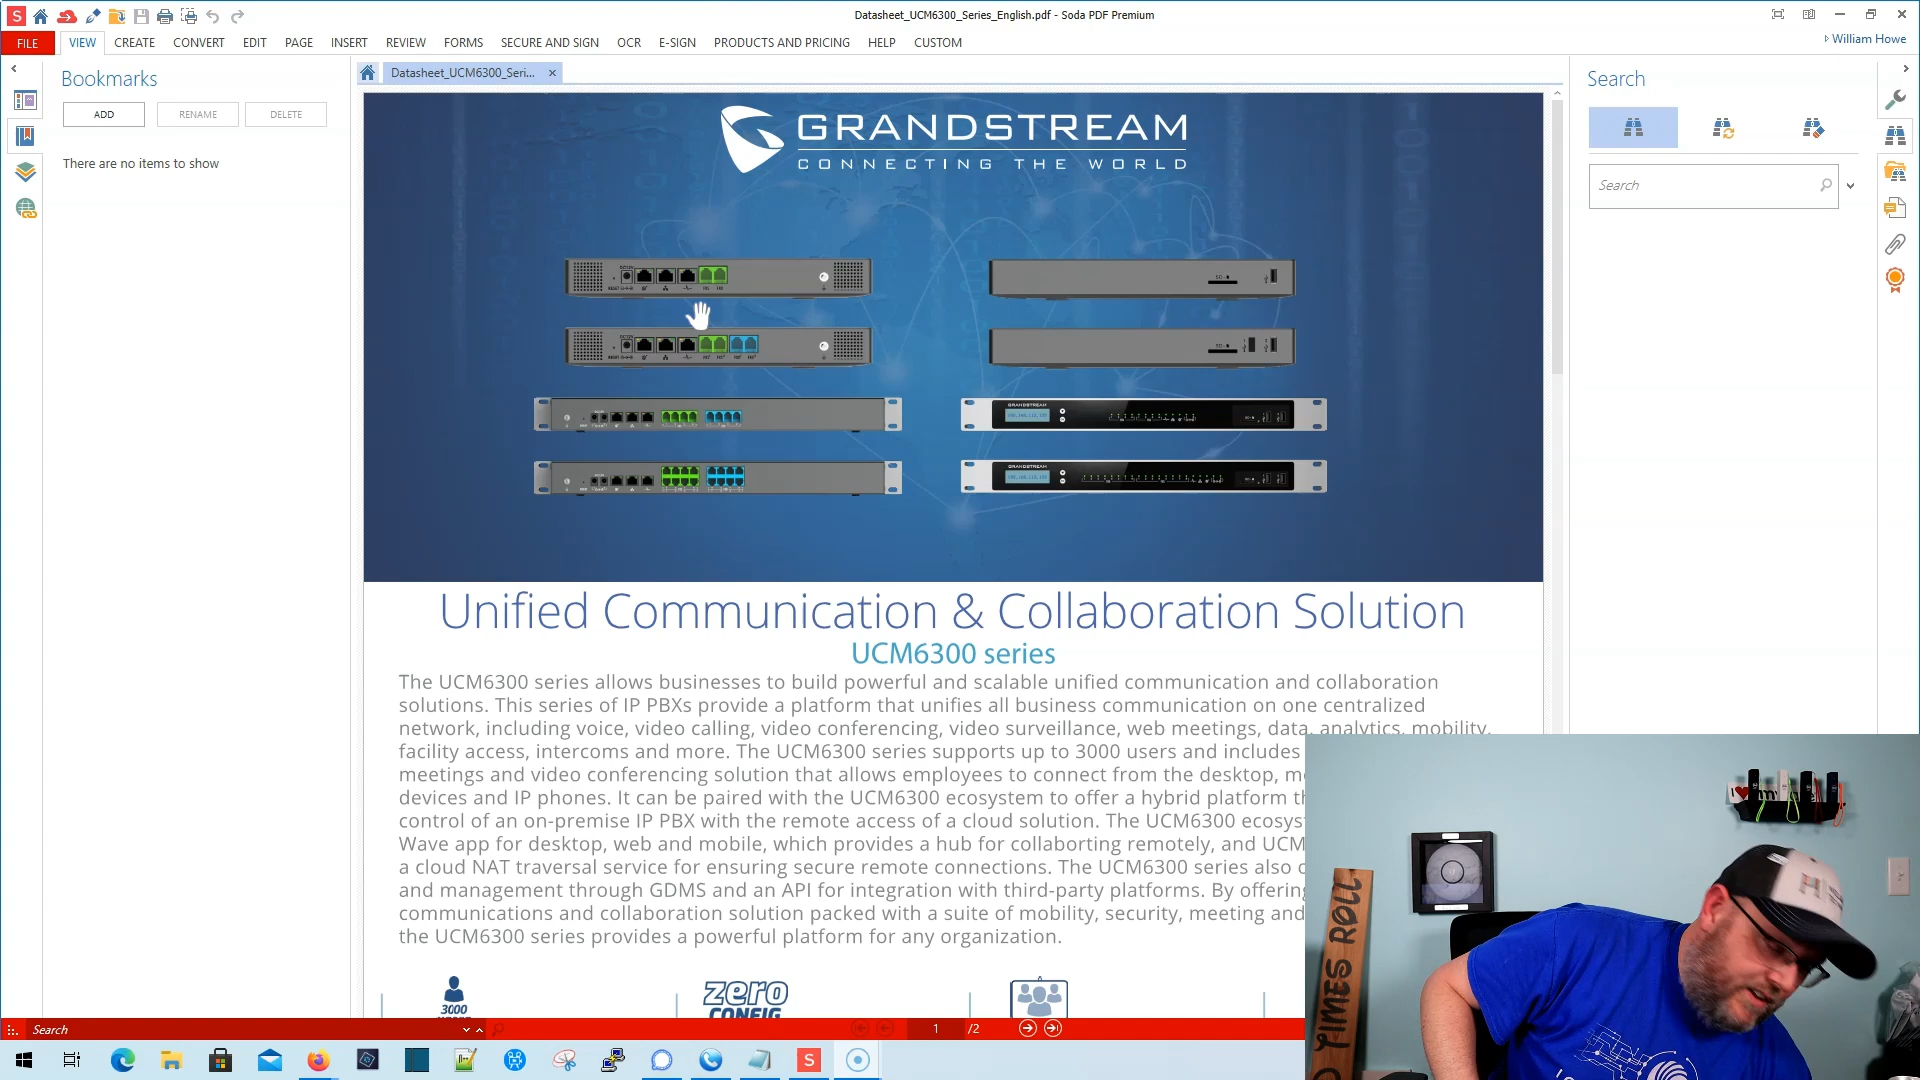 Datasheet_UCM6300_Series_English.pdf - Soda PDF Premium
FILE
VIEW
CREATE
CONVERT
EDIT
PAGE
INSERT
REVIEW
FORMS
SECURE AND SIGN
OCR
E-SIGN
PRODUCTS AND PRICING
HELP
CUSTOM
William Howe
Bookmarks
ADD
RENAME
DELETE
There are no items to show
Datasheet_UCM6300_Seri...
Search
Search
GRANDSTREAM
CONNECTING THE WORLD
GRANDSTREAM
GRANDSTREAM
Unified Communication & Collaboration Solution
UCM6300 series
The UCM6300 series allows businesses to build powerful and scalable unified communication and collaboration
solutions. This series of IP PBXs provide a platform that unifies all business communication on one centralized
network, including voice, video calling, video conferencing, video surveillance, web meetings, data, analytics, mobility,
facility access, intercoms and more. The UCM6300 series supports up to 3000 users and includes
meetings and video conferencing solution that allows employees to connect from the desktop,
devices and IP phones. It can be paired with the UCM6300 ecosystem to offer a hybrid platform
control of an on-premise IP PBX with the remote access of a cloud solution. The UCM6300
Wave app for desktop, web and mobile, which provides a hub for collaborting remotely, and UCM
a cloud NAT traversal service for ensuring secure remote connections. The UCM6300 series also
and management through GDMS and an API for integration with third-party platforms. By offering
communications and collaboration solution packed with a suite of mobility, security, meeting and
the UCM6300 series provides a powerful platform for any organization.
3000
zero
CONFIG
Search
1 /2
TIMES ROLL